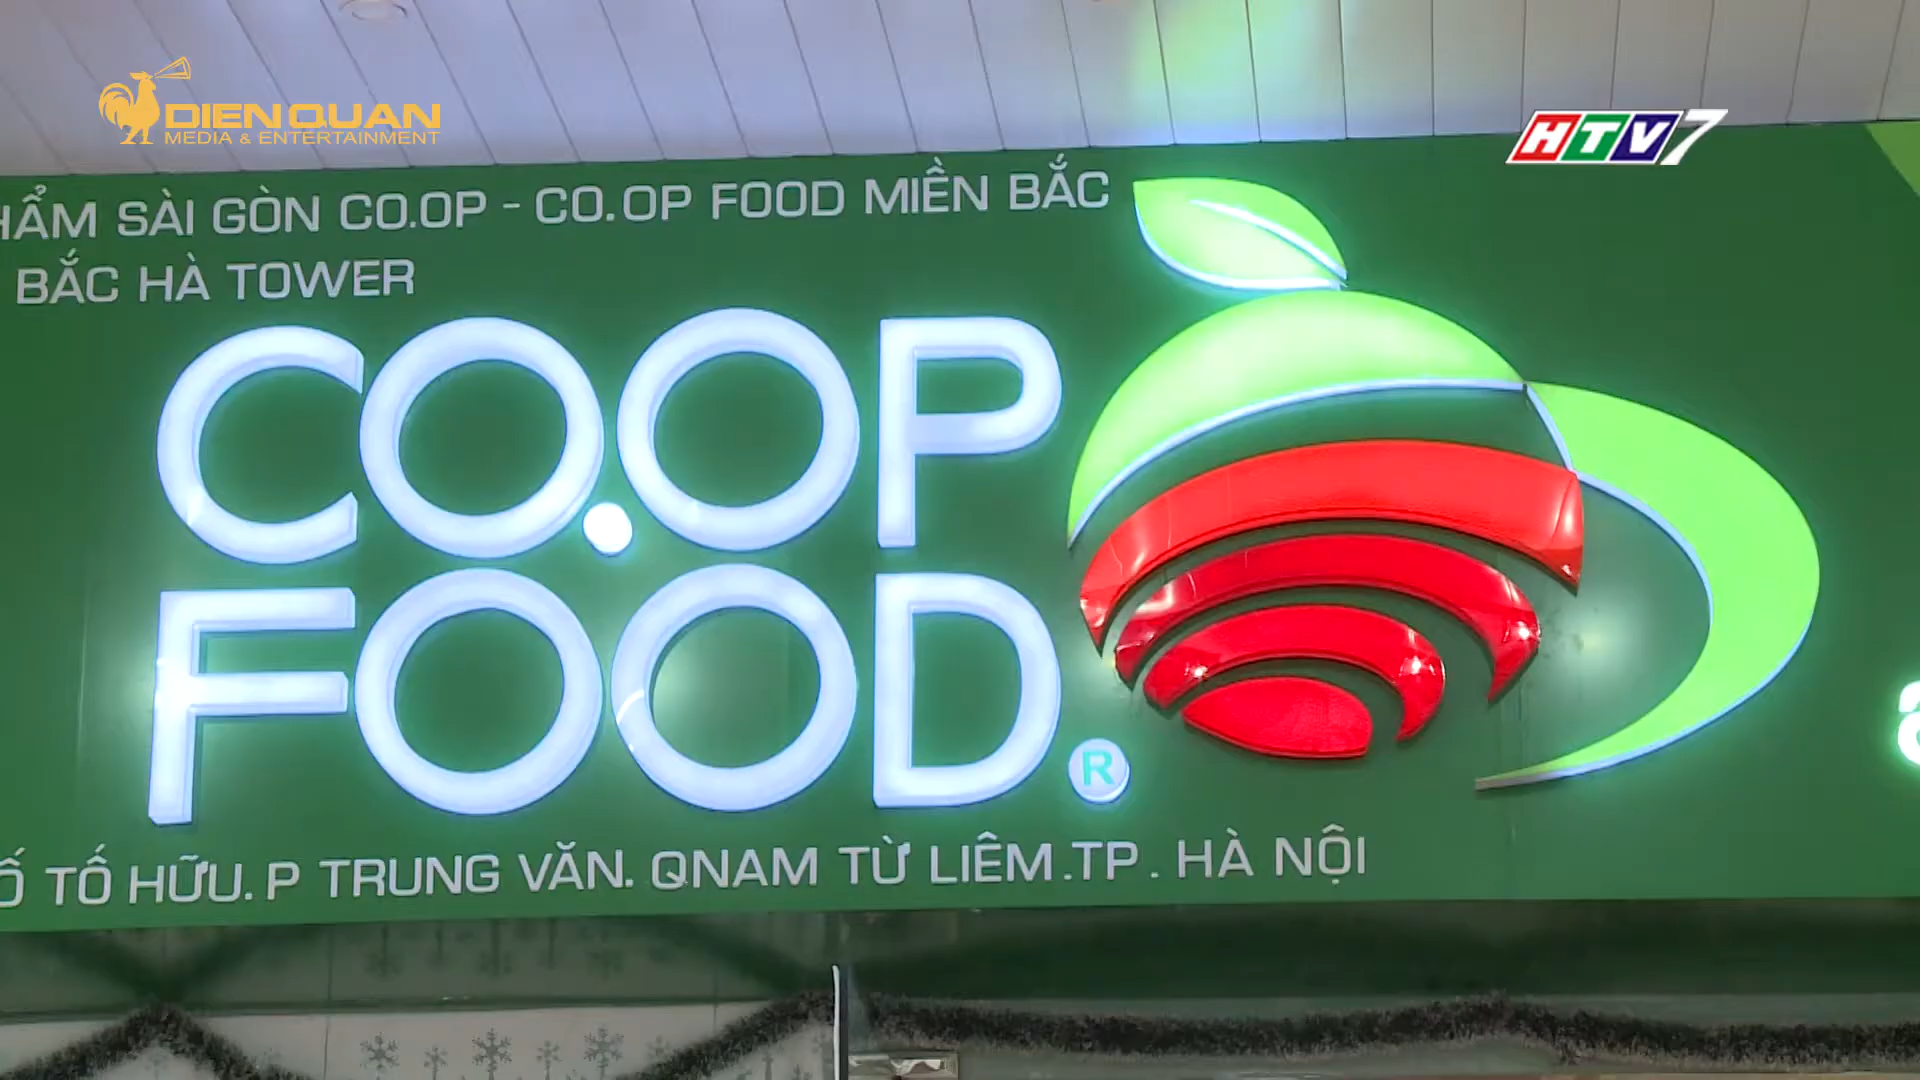 DIEN QUAN
MEDIA & ENTERTAINMENT
HTV7
HẨM SÀI GÒN CO.OP - CO.OP FOOD MIỀN BẮC
BẮC HÀ TOWER
CO.OP
FOOD ®
Ố TỐ HỮU. P TRUNG VĂN. QNAM TỪ LIÊM.TP. HÀ NỘI